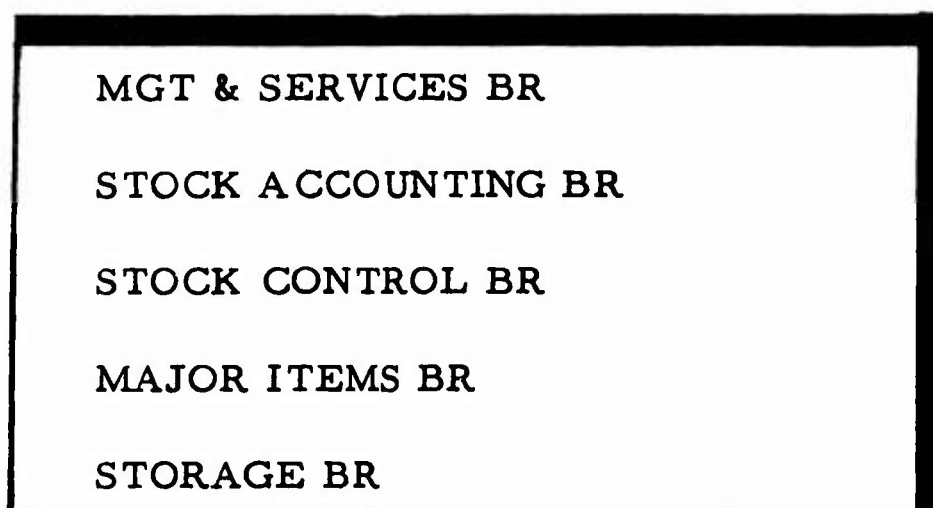 MGT & SERVICES BR
STOCK ACCOUNTING BR
STOCK CONTROL BR
MAJOR ITEMS BR
STORAGE BR